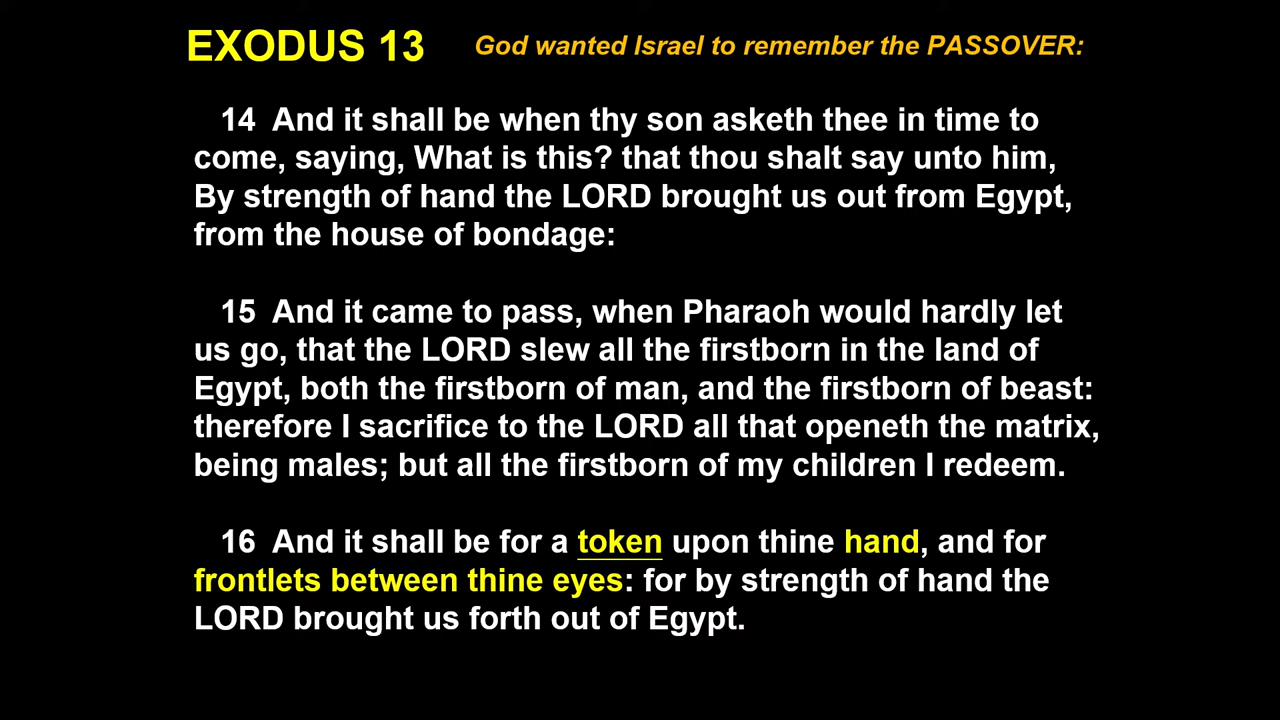 EXODUS 13 God wanted Israel to remember the PASSOVER:
14 And it shall be when thy son asketh thee in time to
come, saying, What is this? that thou shalt say unto him,
By strength of hand the LORD brought us out from Egypt,
from the house of bondage:
15 And it came to pass, when Pharaoh would hardly let
us go, that the LORD slew all the firstborn in the land of
Egypt, both the firstborn of man, and the firstborn of beast:
therefore I sacrifice to the LORD all that openeth the matrix,
being males; but all the firstborn of my children I redeem.
16 And it shall be for a token upon thine hand, and for
frontlets between thine eyes: for by strength of hand the
LORD brought us forth out of Egypt.